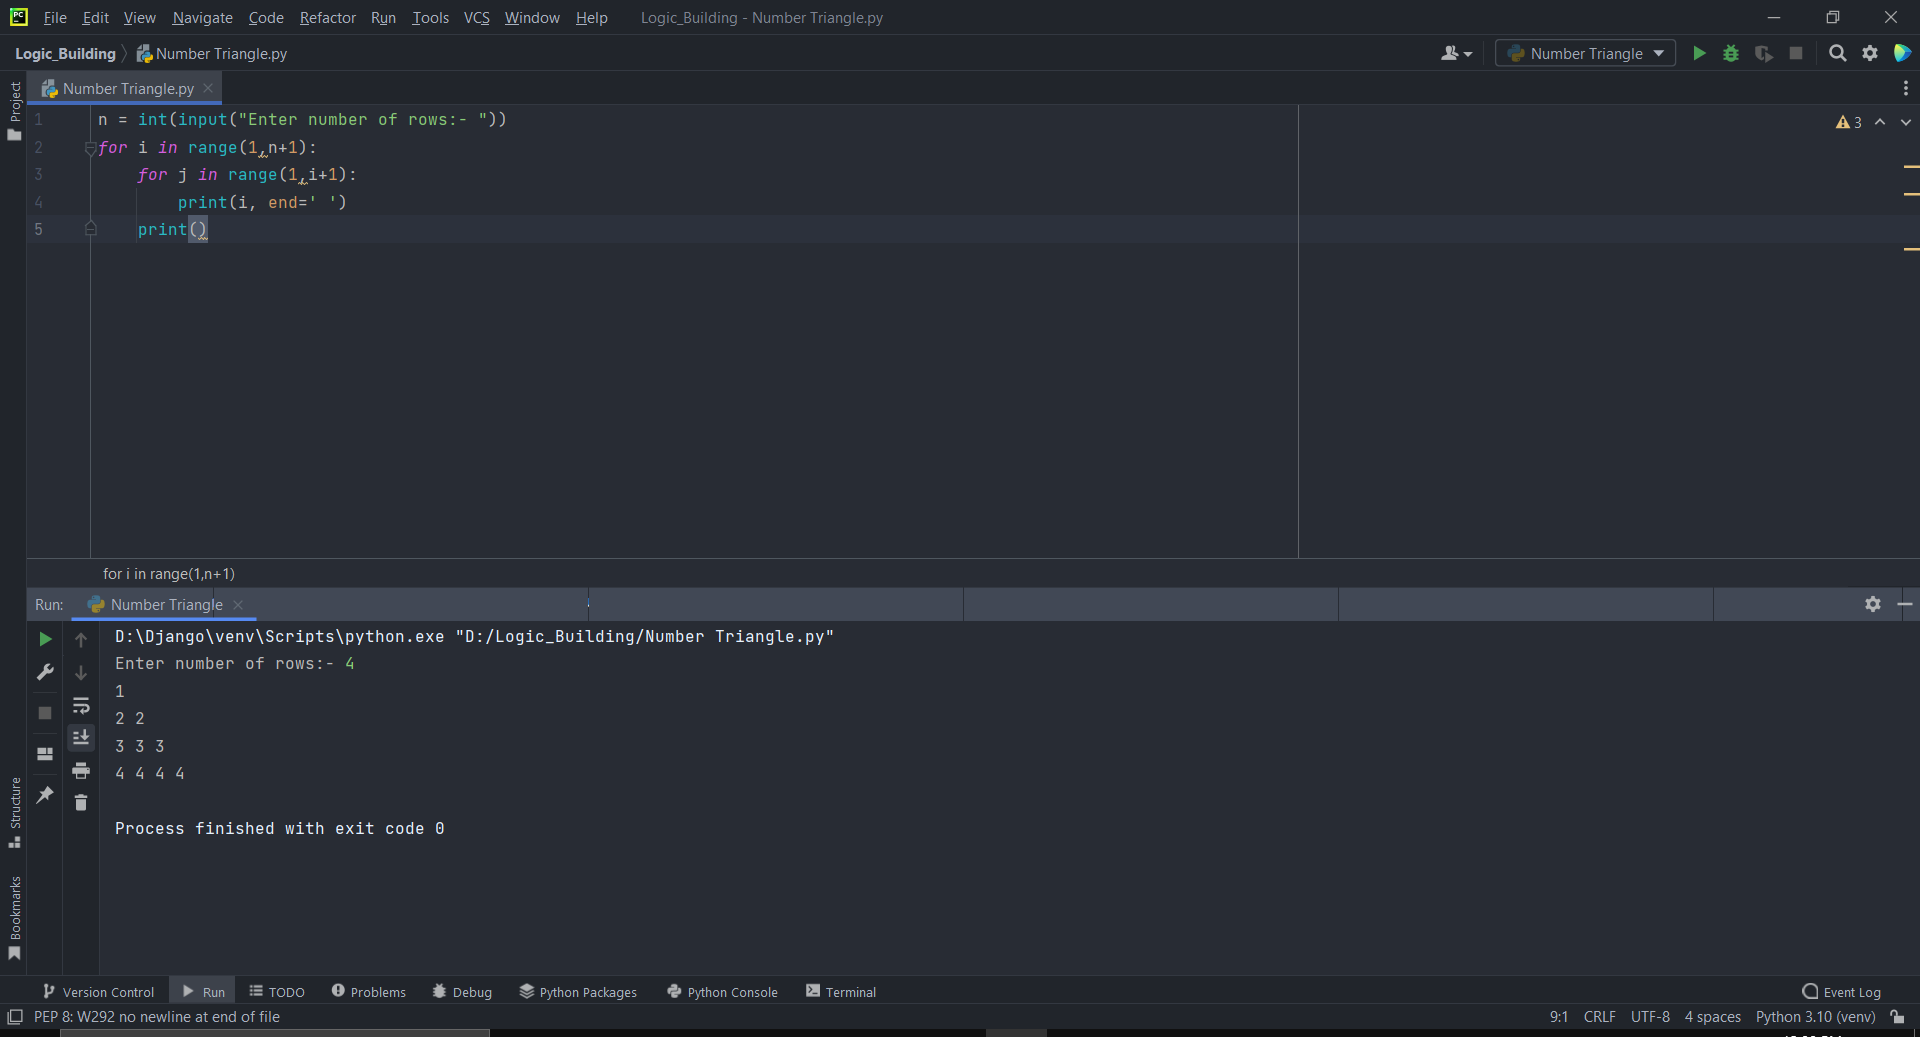 PC File Edit View Navigate Code Refactor Run Tools VCS Window Help Logic_Building - Number Triangle.py
Logic_Building Number Triangle.py Number Triangle
Project
Number Triangle.py
3
1 n = int(input("Enter number of rows:- "))
2 for i in range(1,n+1):
3 for j in range(1,i+1):
4 print(i, end=' ')
5 print()
for i in range(1,n+1)
Run: Number Triangle
D:\Django\venv\Scripts\python.exe "D:/Logic_Building/Number Triangle.py"
Enter number of rows:- 4
1
2 2
3 3 3
4 4 4 4
Process finished with exit code 0
Structure
Bookmarks
Version Control Run TODO Problems Debug Python Packages Python Console Terminal Event Log
PEP 8: W292 no newline at end of file 9:1 CRLF UTF-8 4 spaces Python 3.10 (venv)